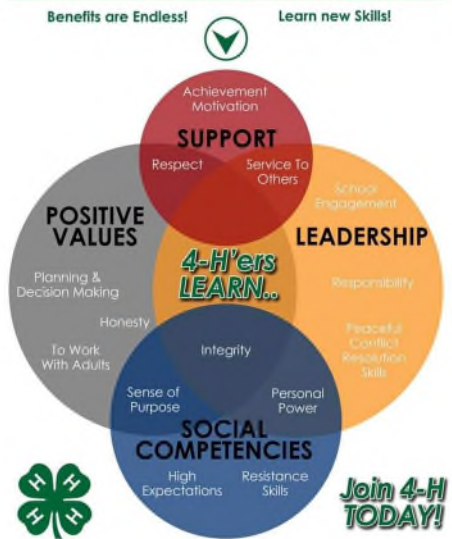 Benefits are Endless!
Learn new Skills!
Achievement
Motivation
SUPPORT
Respect
Service To
Others
School
Engagement
POSITIVE
VALUES
LEADERSHIP
4-H'ers
LEARN..
Planning &
Decision Making
Responsibility
Honesty
Peaceful
Conflict
Resolution
Skills
To Work
With Adults
Integrity
Sense of
Purpose
Personal
Power
SOCIAL
COMPETENCIES
High
Expectations
Resistance
Skills
H H
H H
Join 4-H
TODAY!